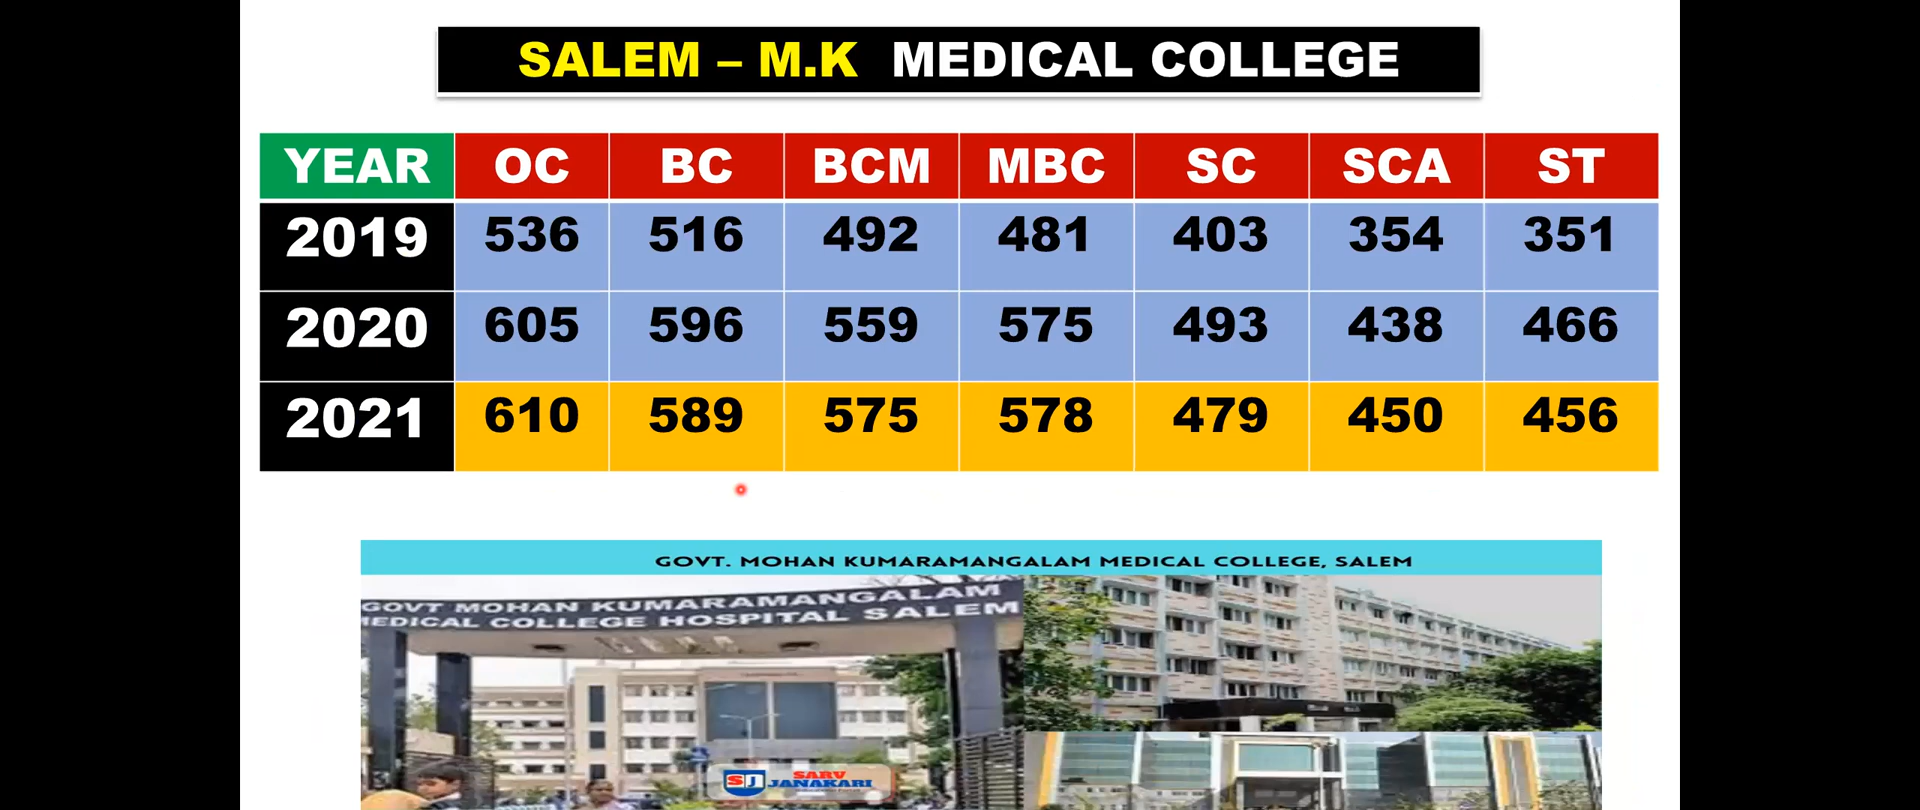 SALEM – M.K MEDICAL COLLEGE
YEAR OC BC BCM MBC SC SCA ST
2019 536 516 492 481 403 354 351
2020 605 596 559 575 493 438 466
2021 610 589 575 578 479 450 456
GOVT. MOHAN KUMARAMANGALAM MEDICAL COLLEGE, SALEM
GOVT MOHAN KUMARAMANGALAM
MEDICAL COLLEGE HOSPITAL SALEM
SJ SARV
JANAKARI